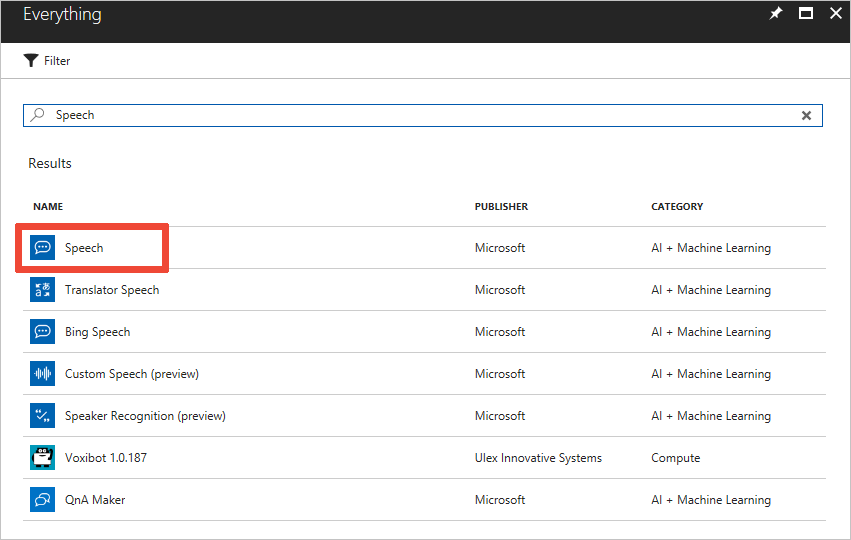 Everything
Filter
Speech
Results
NAME PUBLISHER CATEGORY
Speech Microsoft AI + Machine Learning
Translator Speech Microsoft AI + Machine Learning
Bing Speech Microsoft AI + Machine Learning
Custom Speech (preview) Microsoft AI + Machine Learning
Speaker Recognition (preview) Microsoft AI + Machine Learning
Voxibot 1.0.187 Ulex Innovative Systems Compute
QnA Maker Microsoft AI + Machine Learning